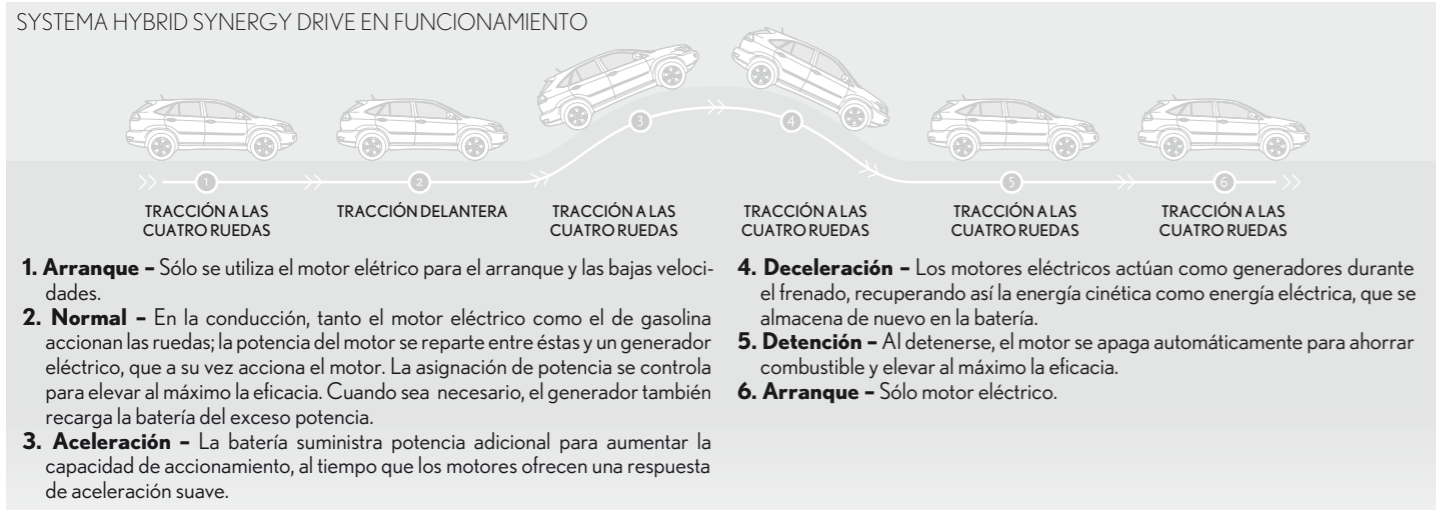 SYSTEMA HYBRID SYNERGY DRIVE EN FUNCIONAMIENTO
1
2
3
4
5
6
TRACCIÓN A LAS
CUATRO RUEDAS
TRACCIÓN DELANTERA
TRACCIÓN A LAS
CUATRO RUEDAS
TRACCIÓN A LAS
CUATRO RUEDAS
TRACCIÓN A LAS
CUATRO RUEDAS
TRACCIÓN A LAS
CUATRO RUEDAS
1. Arranque – Sólo se utiliza el motor elétrico para el arranque y las bajas veloci-
dades.
2. Normal – En la conducción, tanto el motor eléctrico como el de gasolina
accionan las ruedas; la potencia del motor se reparte entre éstas y un generador
eléctrico, que a su vez acciona el motor. La asignación de potencia se controla
para elevar al máximo la eficacia. Cuando sea necesario, el generador también
recarga la batería del exceso potencia.
3. Aceleración – La batería suministra potencia adicional para aumentar la
capacidad de accionamiento, al tiempo que los motores ofrecen una respuesta
de aceleración suave.
4. Deceleración – Los motores eléctricos actúan como generadores durante
el frenado, recuperando así la energía cinética como energía eléctrica, que se
almacena de nuevo en la batería.
5. Detención – Al detenerse, el motor se apaga automáticamente para ahorrar
combustible y elevar al máximo la eficacia.
6. Arranque – Sólo motor eléctrico.